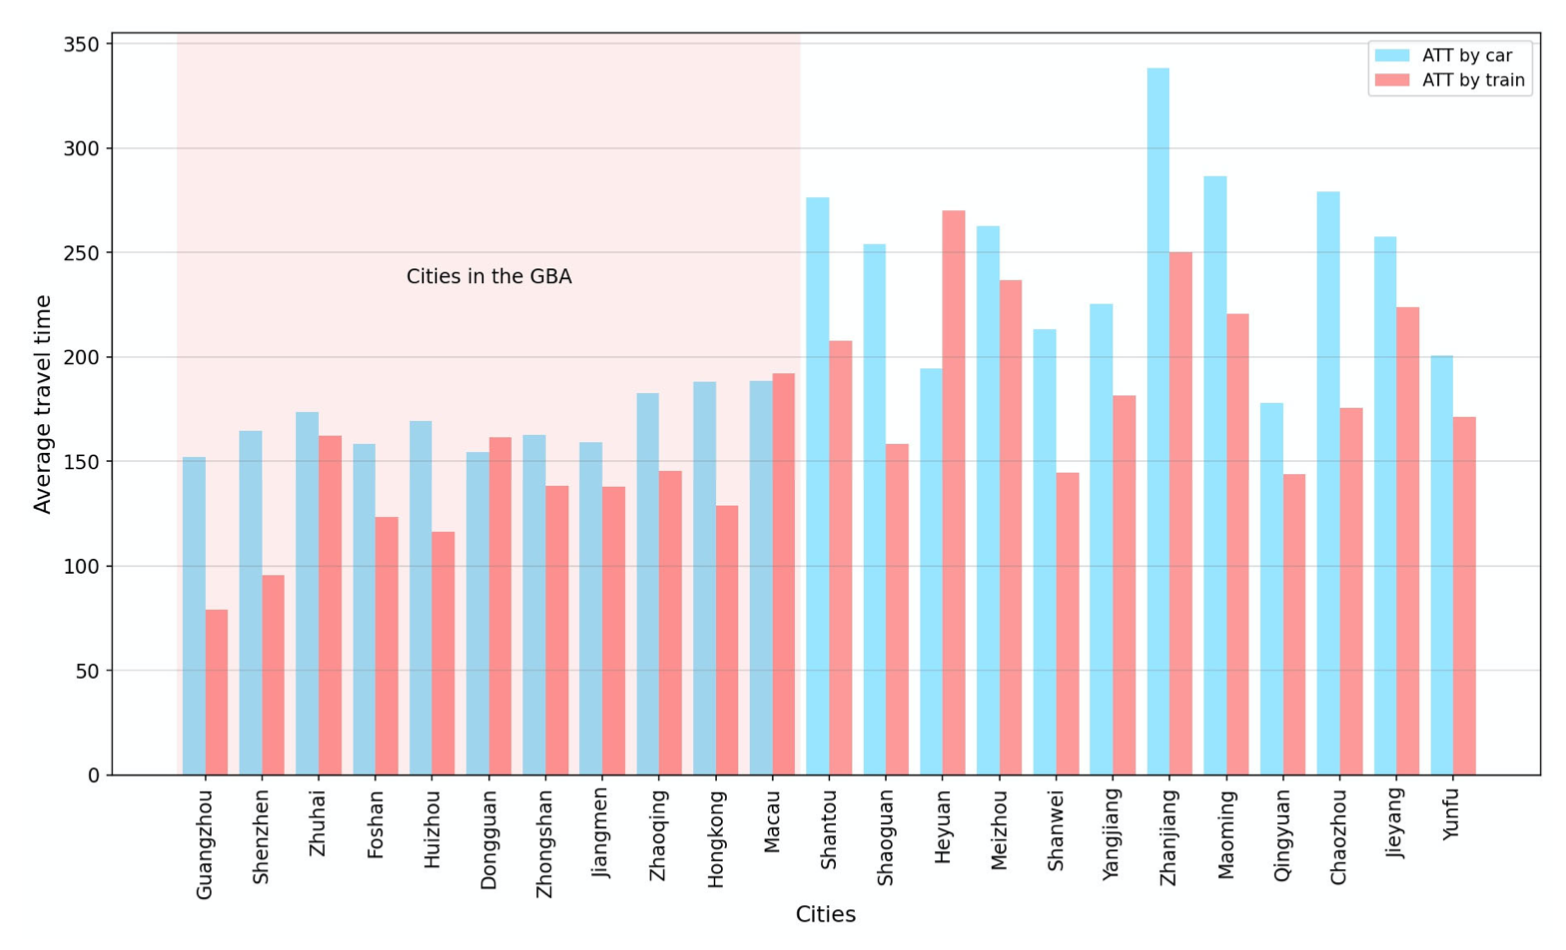 350
300
250
200
150
100
50
0
Average travel time
ATT by car
ATT by train
Cities in the GBA
Guangzhou
Shenzhen
Zhuhai
Foshan
Huizhou
Dongguan
Zhongshan
Jiangmen
Zhaoqing
Hongkong
Macau
Shantou
Shaoguan
Heyuan
Meizhou
Shanwei
Yangjiang
Zhanjiang
Maoming
Qingyuan
Chaozhou
Jieyang
Yunfu
Cities